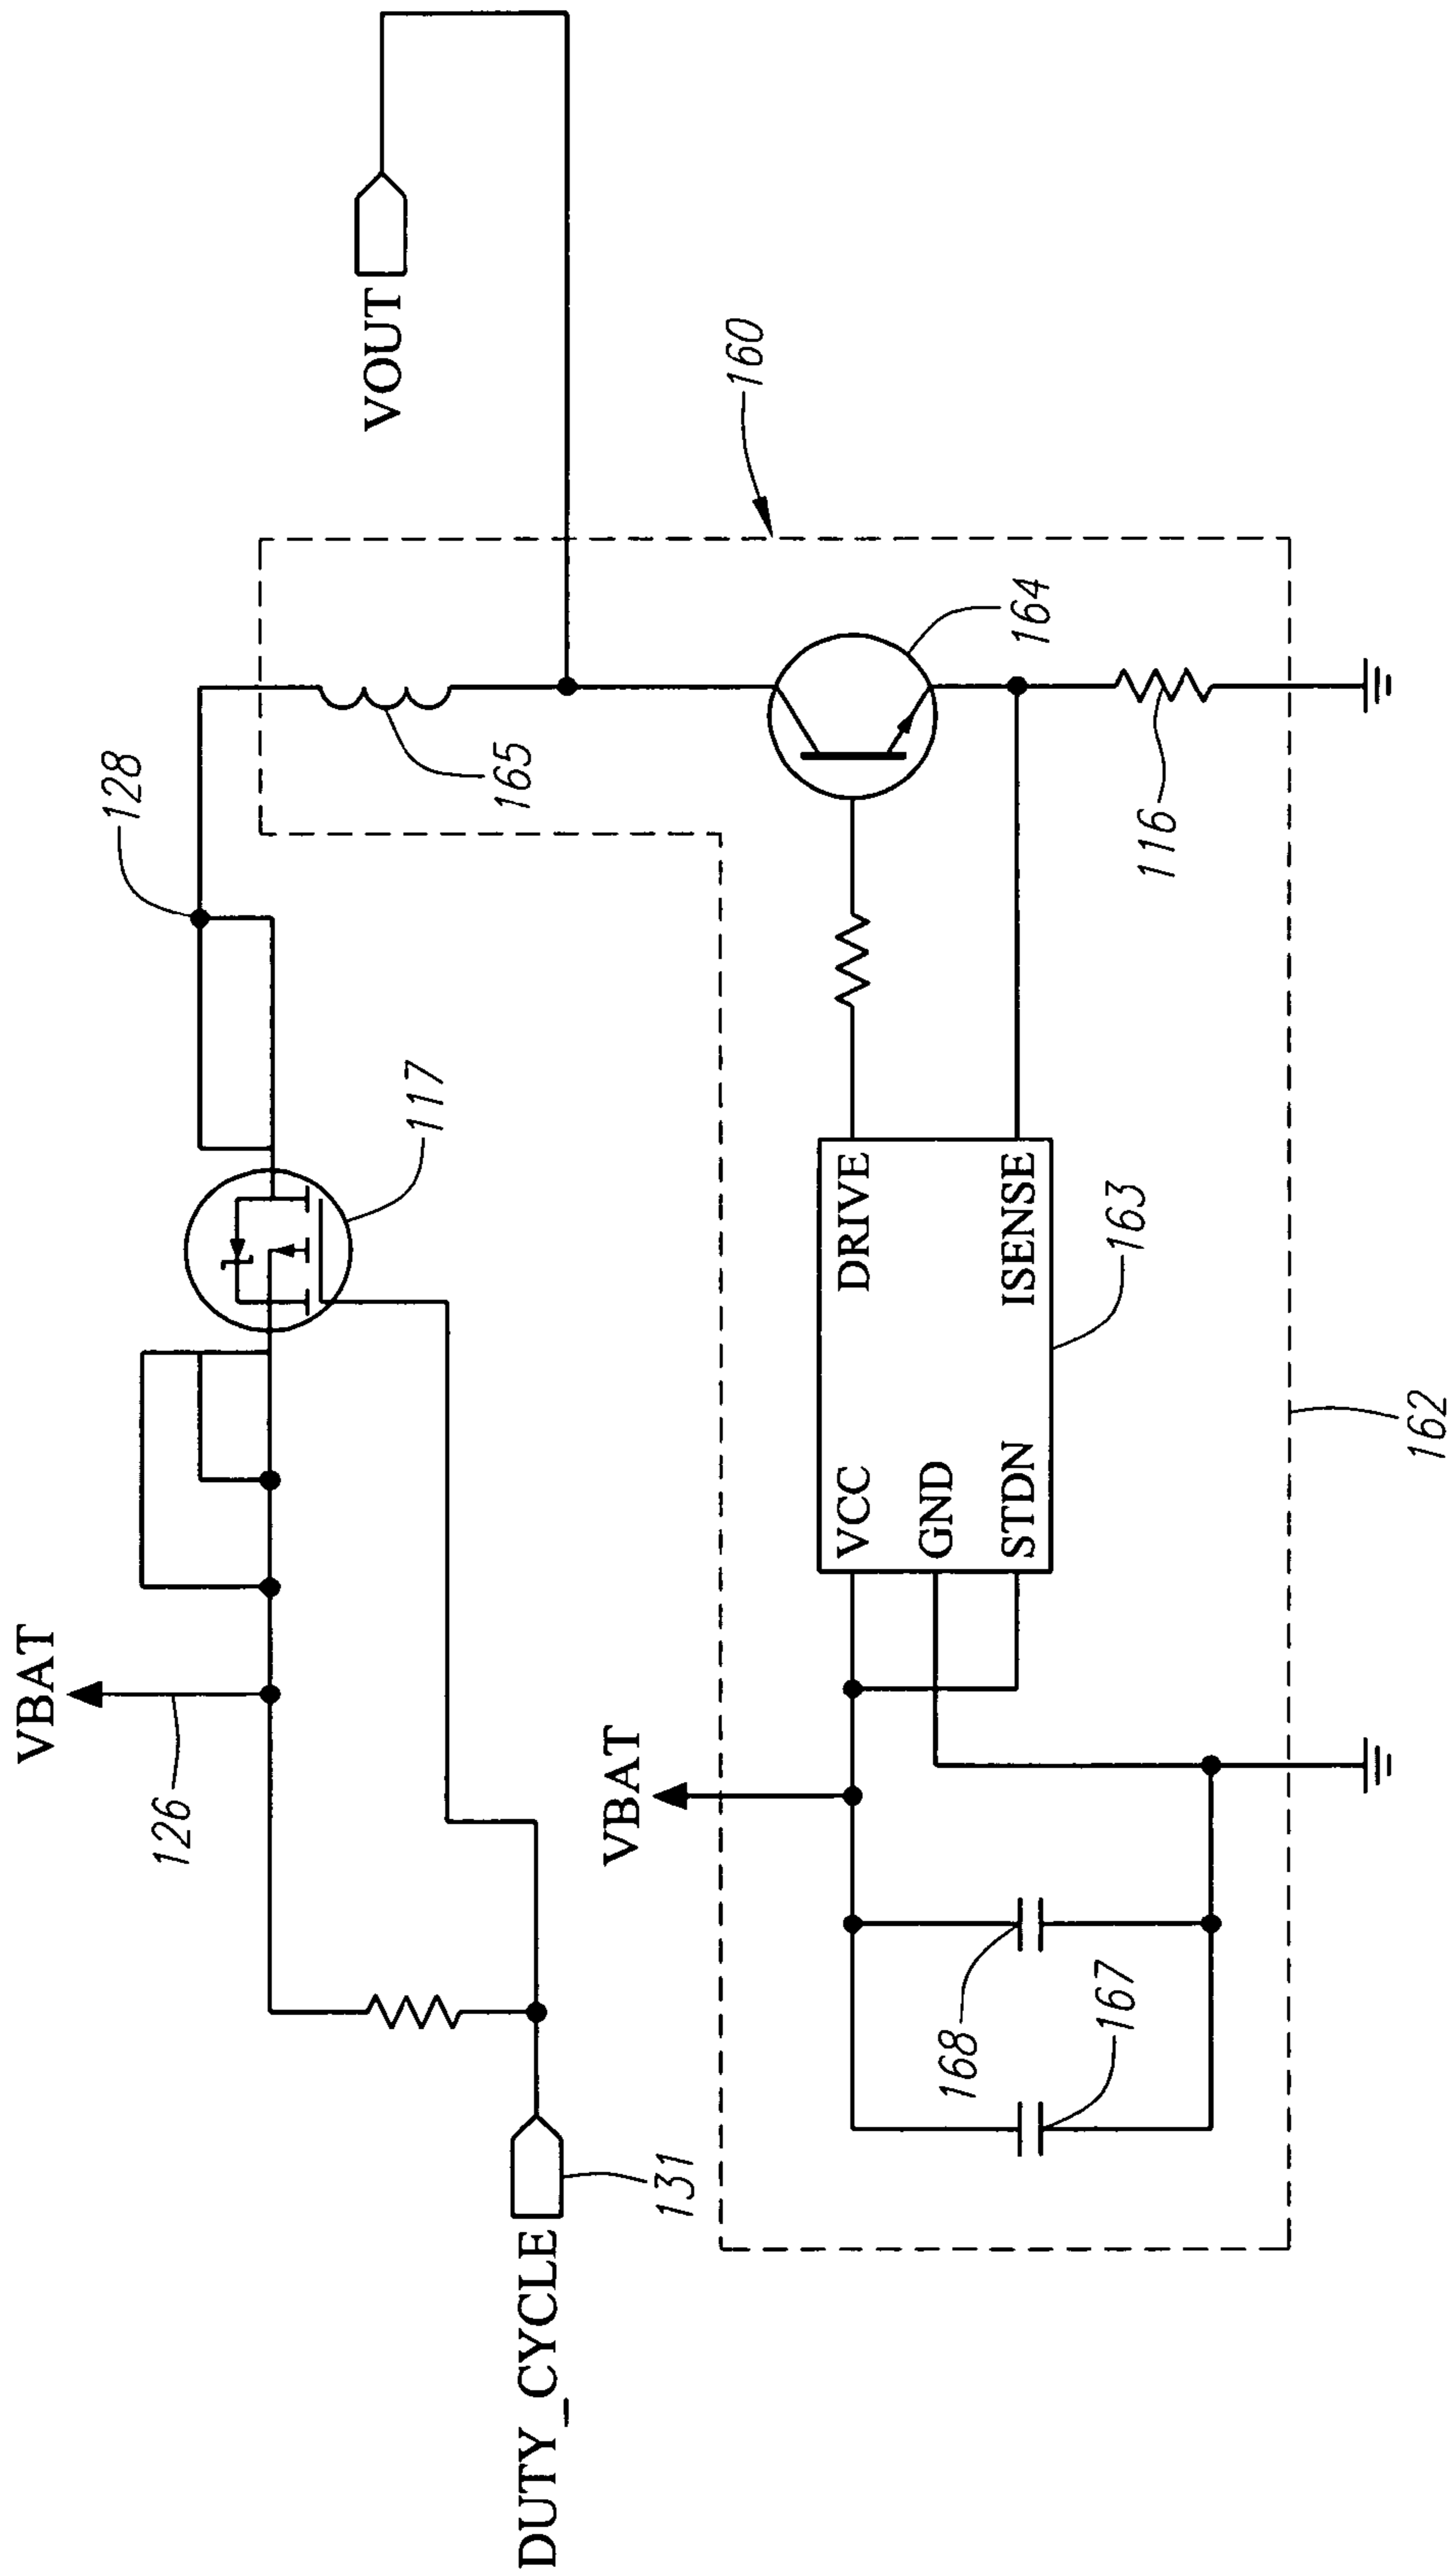 VBAT
126
128
117
VOUT
DUTY_CYCLE
131
165
160
VBAT
VCC
GND
STDN
DRIVE
ISENSE
163
164
116
168
167
162